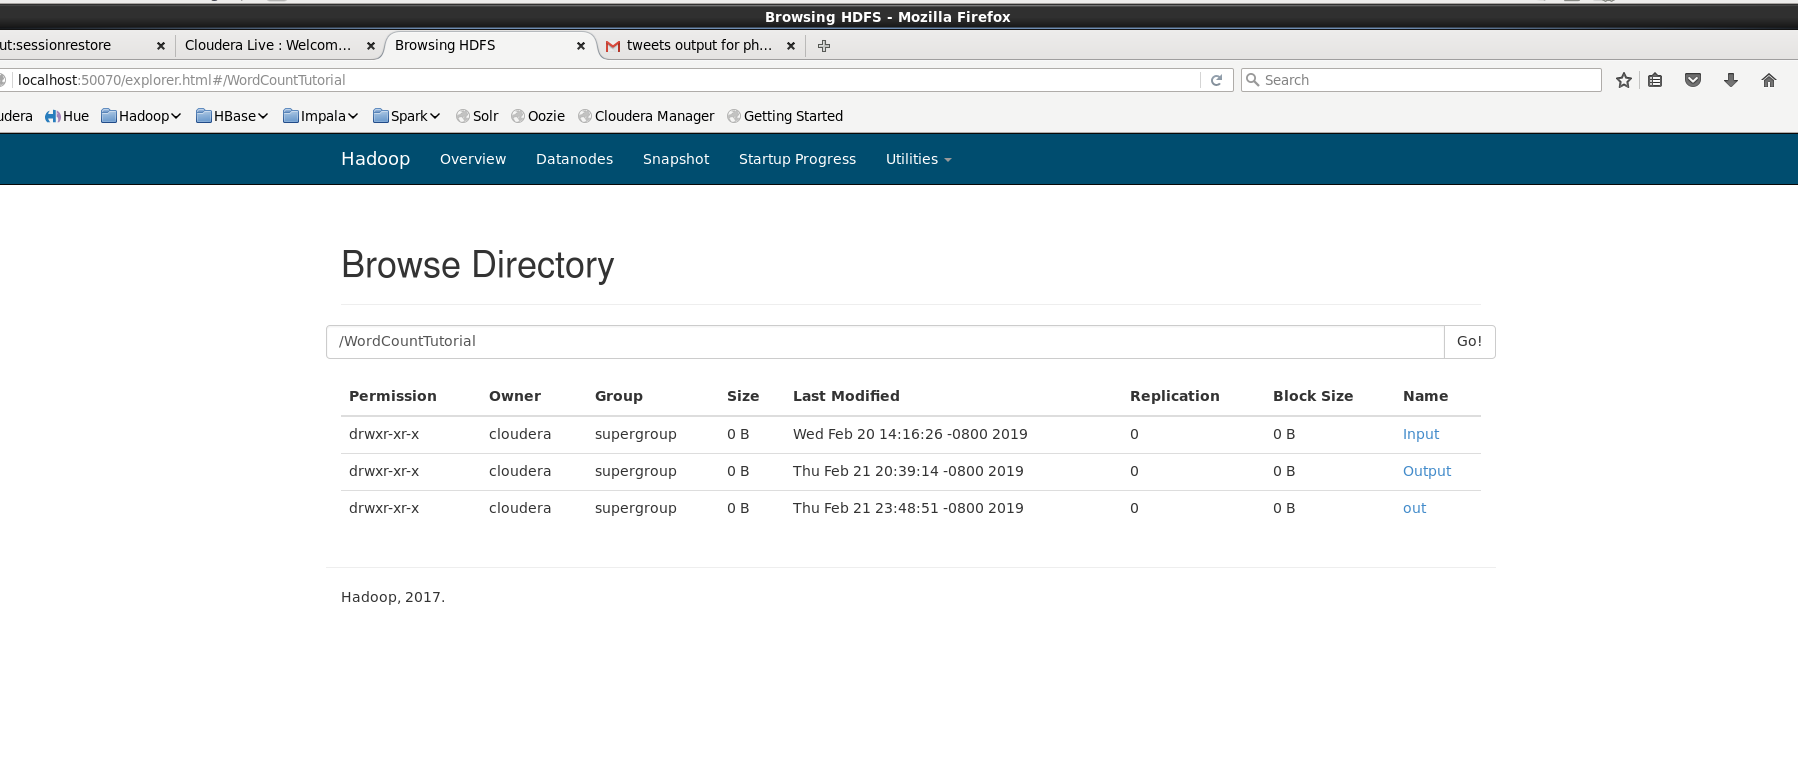 Browsing HDFS - Mozilla Firefox
ut:sessionrestore Cloudera Live : Welcom... Browsing HDFS tweets output for ph...
localhost:50070/explorer.html#/WordCountTutorial Search
udera Hue Hadoop HBase Impala Spark Solr Oozie Cloudera Manager Getting Started
Hadoop Overview Datanodes Snapshot Startup Progress Utilities
Browse Directory
/WordCountTutorial Go!
Permission Owner Group Size Last Modified Replication Block Size Name
drwxr-xr-x cloudera supergroup 0 B Wed Feb 20 14:16:26 -0800 2019 0 0 B Input
drwxr-xr-x cloudera supergroup 0 B Thu Feb 21 20:39:14 -0800 2019 0 0 B Output
drwxr-xr-x cloudera supergroup 0 B Thu Feb 21 23:48:51 -0800 2019 0 0 B out
Hadoop, 2017.